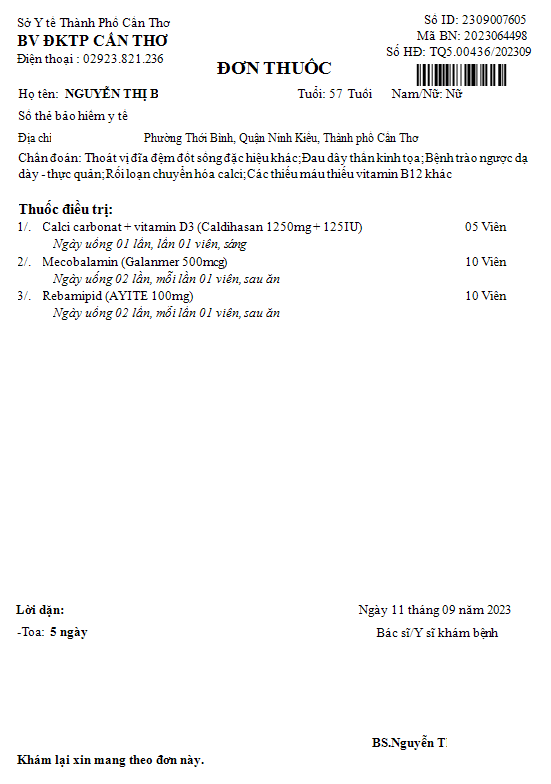 Sở Y tế Thành Phố Cần Thơ
BV ĐKTP CẦN THƠ
Điện thoại : 02923.821.236
Số ID: 2309007605
Mã BN: 2023064498
Số HĐ: TQ5.00436/202309
ĐƠN THUỐC
Họ tên: NGUYỄN THỊ B Tuổi: 57 Tuổi Nam/Nữ: Nữ
Số thẻ bảo hiểm y tế
Địa chỉ Phường Thới Bình, Quận Ninh Kiều, Thành phố Cần Thơ
Chẩn đoán: Thoát vị đĩa đệm đốt sống đặc hiệu khác;Đau dây thần kinh tọa;Bệnh trào ngược dạ
dày - thực quản;Rối loạn chuyển hóa calci;Các thiếu máu thiếu vitamin B12 khác
Thuốc điều trị:
1/. Calci carbonat + vitamin D3 (Caldihasan 1250mg + 125IU) 05 Viên
Ngày uống 01 lần, lần 01 viên, sáng
2/. Mecobalamin (Galanmer 500mcg) 10 Viên
Ngày uống 02 lần, mỗi lần 01 viên, sau ăn
3/. Rebamipid (AYITE 100mg) 10 Viên
Ngày uống 02 lần, mỗi lần 01 viên, sau ăn
Lời dặn:
-Toa: 5 ngày
Ngày 11 tháng 09 năm 2023
Bác sĩ/Y sĩ khám bệnh
BS.Nguyễn T
Khám lại xin mang theo đơn này.